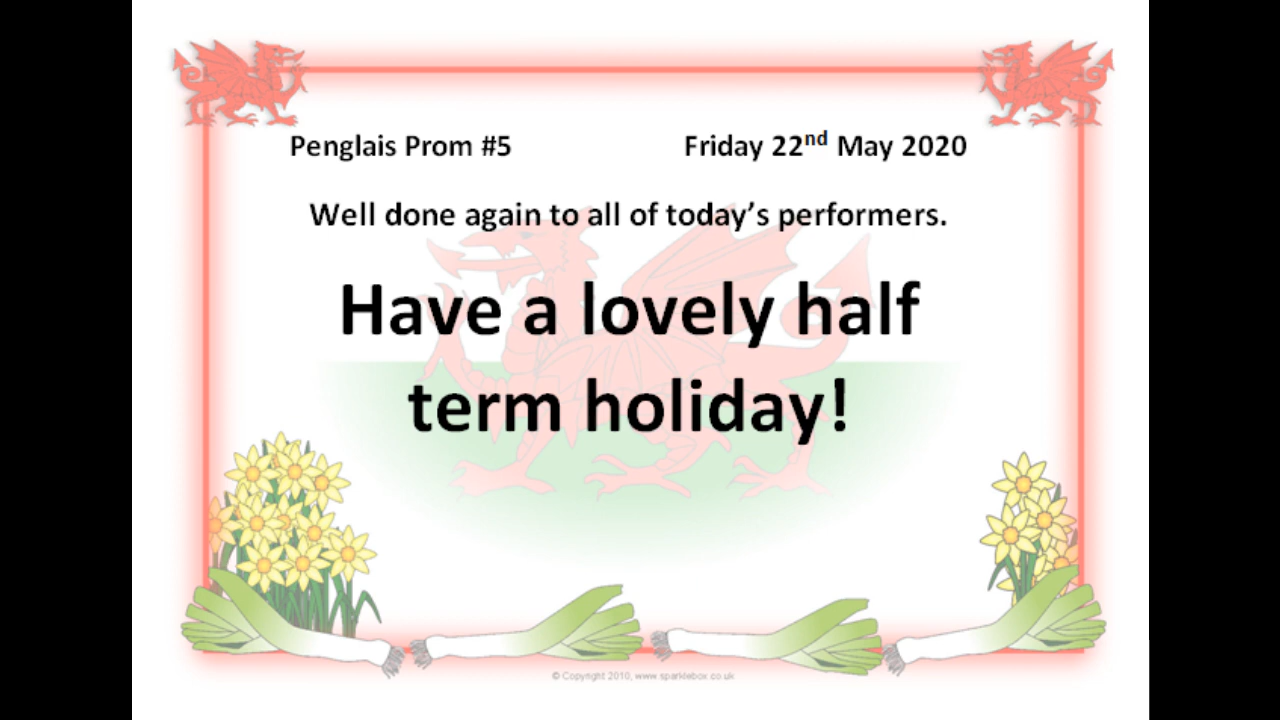 Penglais Prom #5 Friday 22nd May 2020
Well done again to all of today's performers.
Have a lovely half
term holiday!
© Copyright 2010, www.sparklebox.co.uk